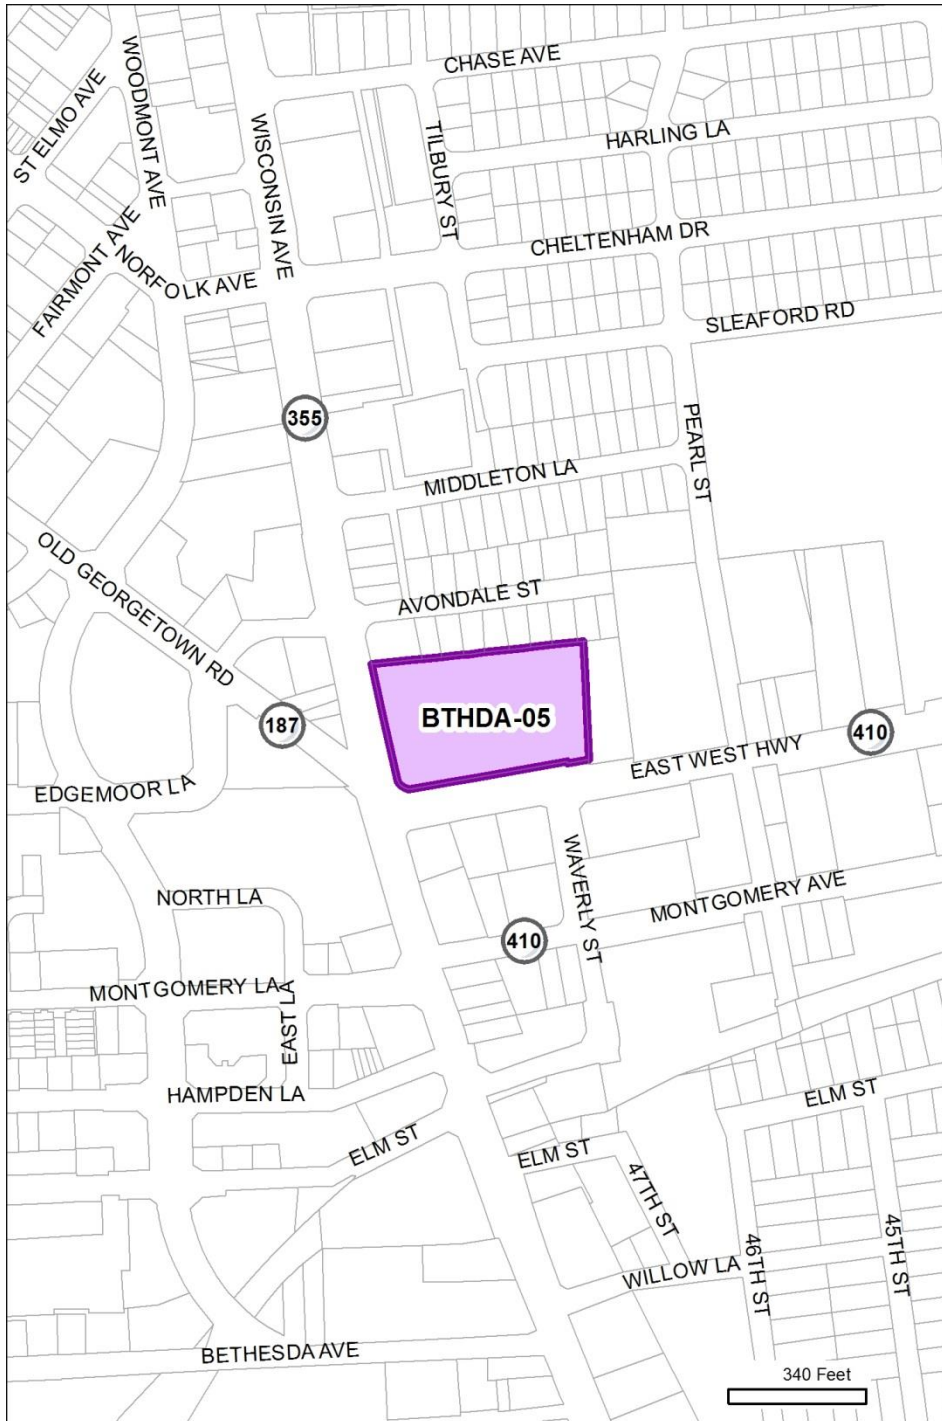 CHASE AVE
WOODMONT AVE
ST ELMO AVE
WISCONSIN AVE
TILBURY ST
HARLING LA
CHELTENHAM DR
FAIRMONT AVE
NORFOLK AVE
SLEAFORD RD
355
PEARL ST
MIDDLETON LA
OLD GEORGETOWN RD
AVONDALE ST
BTHDA-05
187
410
EAST WEST HWY
EDGEMOOR LA
WAVERLY ST
NORTH LA
MONTGOMERY AVE
410
MONTGOMERY LA
EAST LA
HAMPDEN LA
ELM ST
ELM ST
ELM ST
47TH ST
45TH ST
46TH ST
WILLOW LA
BETHESDA AVE
340 Feet